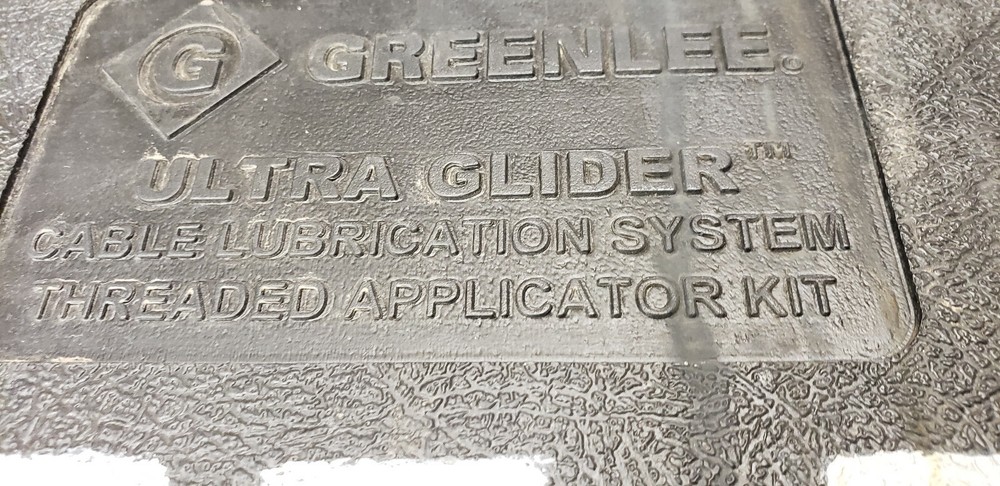 G GREENLEE.
ULTRA GLIDER™
CABLE LUBRICATION SYSTEM
THREADED APPLICATOR KIT